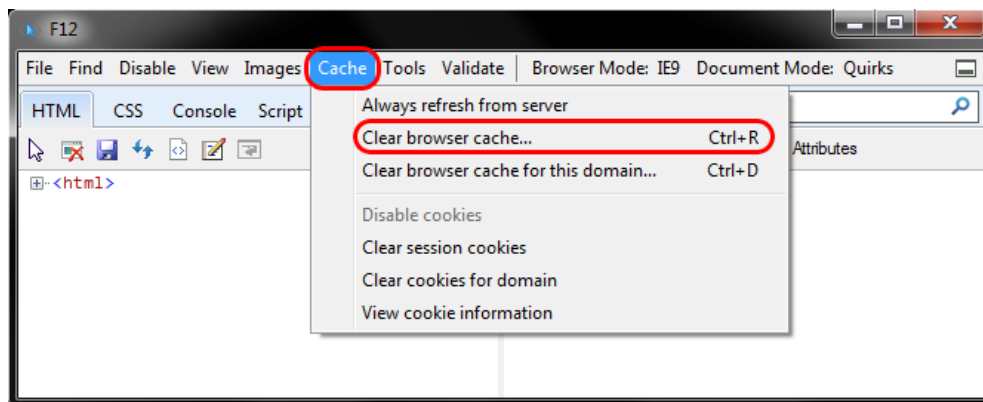 F12
File Find Disable View Images Cache Tools Validate Browser Mode: IE9 Document Mode: Quirks
HTML CSS Console Script
Always refresh from server
Clear browser cache... Ctrl+R
Attributes
Clear browser cache for this domain... Ctrl+D
<html>
Disable cookies
Clear session cookies
Clear cookies for domain
View cookie information